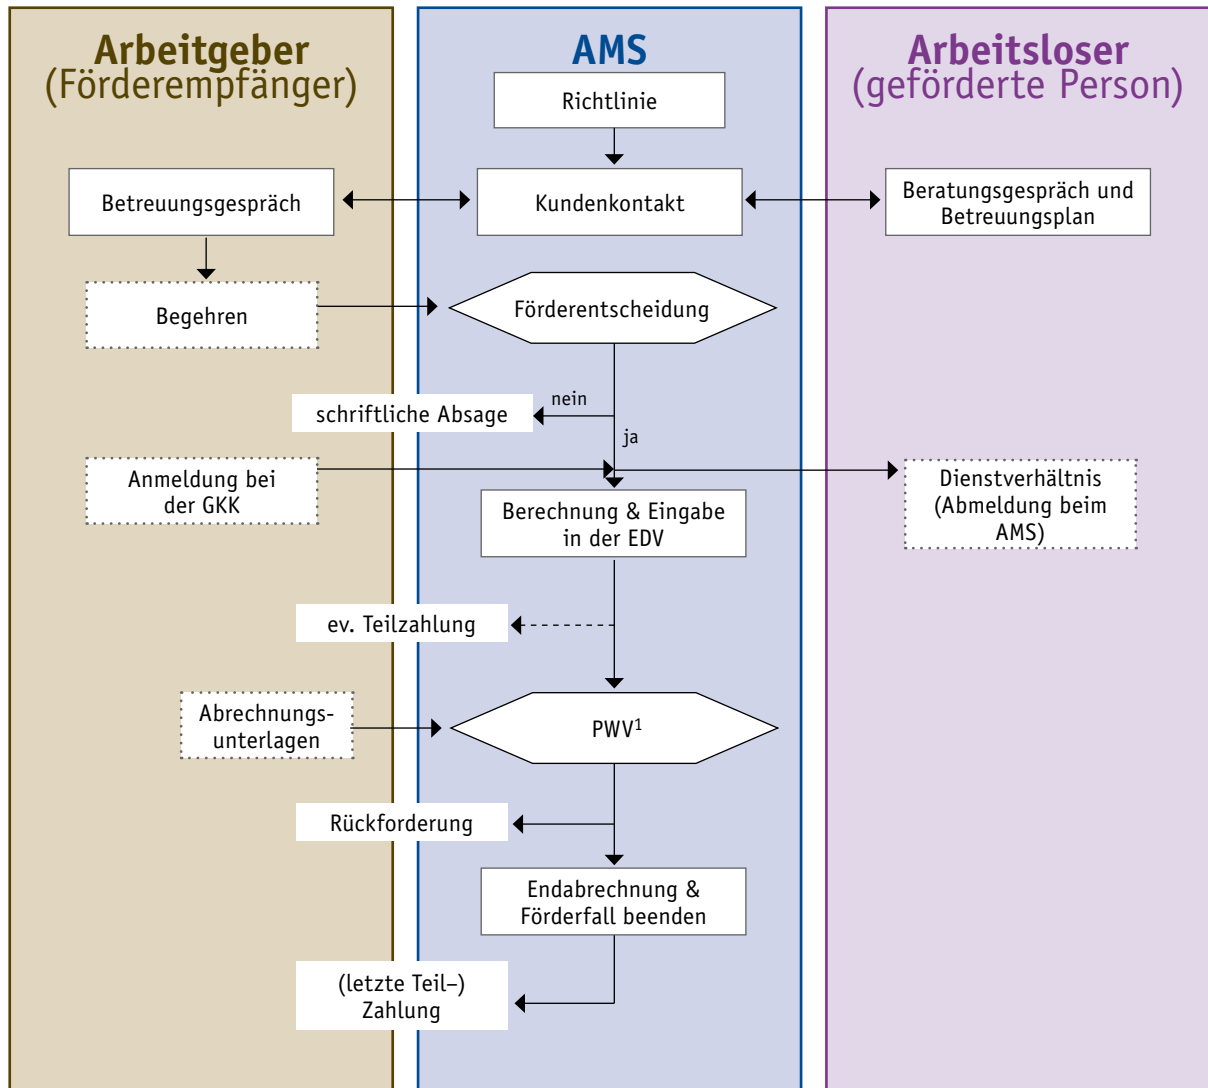 Arbeitgeber
(Förderempfänger)
AMS
Arbeitsloser
(geförderte Person)
Richtlinie
Betreuungsgespräch
Kundenkontakt
Beratungsgespräch und
Betreuungsplan
Begehren
Förderentscheidung
nein
schriftliche Absage
ja
Anmeldung bei
der GKK
Dienstverhältnis
(Abmeldung beim
AMS)
Berechnung & Eingabe
in der EDV
ev. Teilzahlung
Abrechnungs-
unterlagen
PWV¹
Rückforderung
Endabrechnung &
Förderfall beenden
(letzte Teil–)
Zahlung